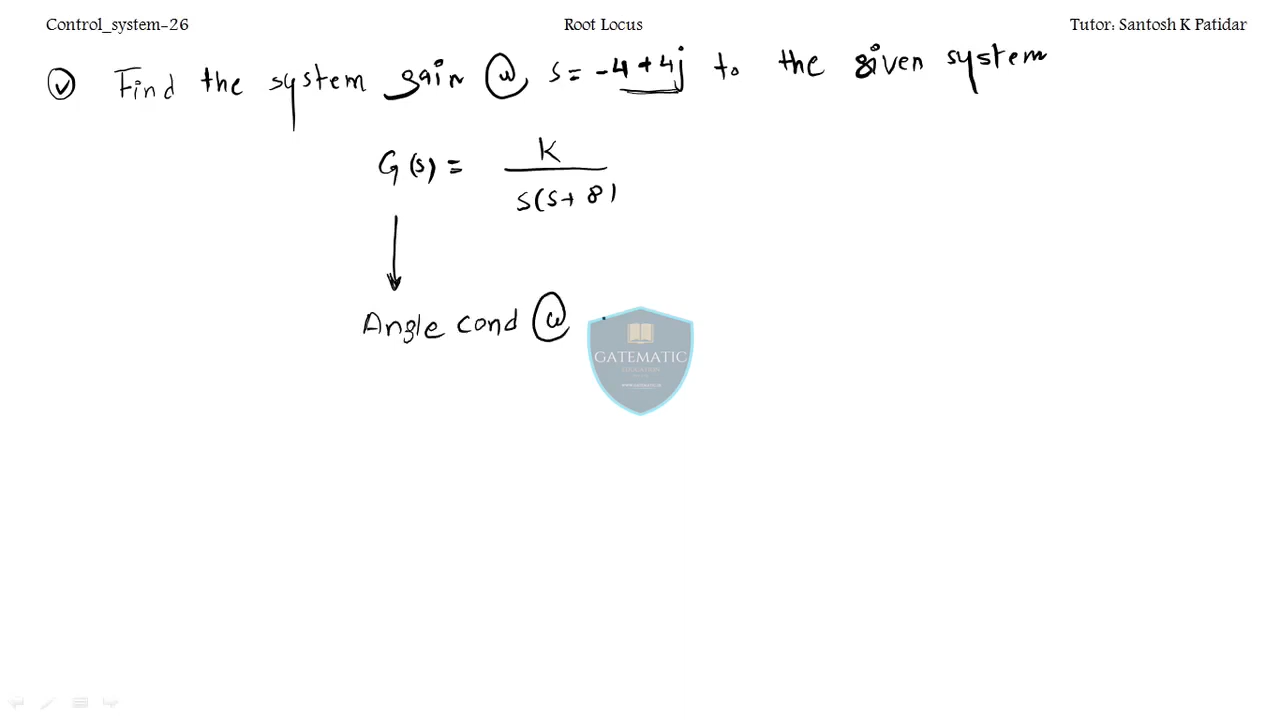 Control_system-26
Root Locus
Tutor: Santosh K Patidar
Find the system gain @ s = -4+4j to the given system
G(s) = K
s(s+8)
Angle cond @
GATEMATIC
EDUCATION